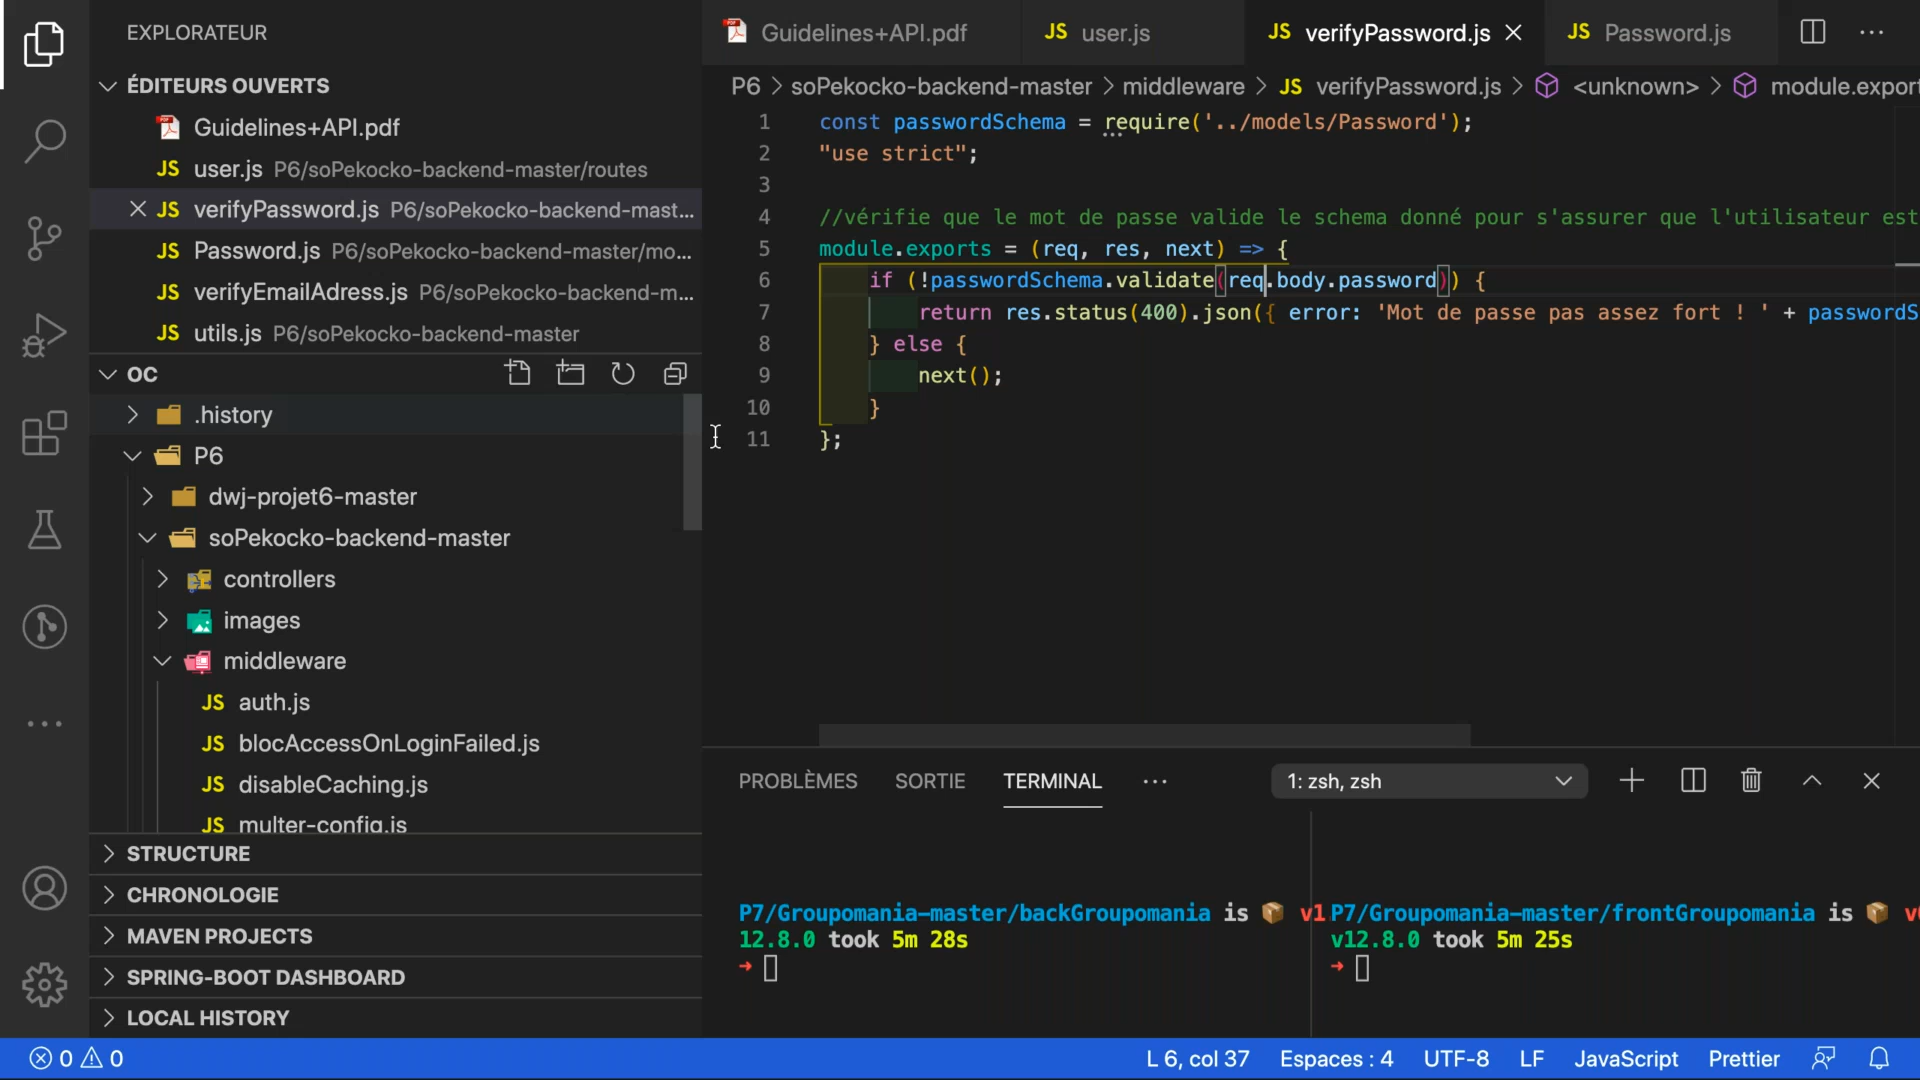 EXPLORATEUR
ÉDITEURS OUVERTS
Guidelines+API.pdf
JS user.js P6/soPekocko-backend-master/routes
JS verifyPassword.js P6/soPekocko-backend-mast...
JS Password.js P6/soPekocko-backend-master/mo...
JS verifyEmailAdress.js P6/soPekocko-backend-m...
JS utils.js P6/soPekocko-backend-master
OC
.history
P6
dwj-projet6-master
soPekocko-backend-master
controllers
images
middleware
JS auth.js
JS blocAccessOnLoginFailed.js
JS disableCaching.js
JS multer-config.js
STRUCTURE
CHRONOLOGIE
MAVEN PROJECTS
SPRING-BOOT DASHBOARD
LOCAL HISTORY
Guidelines+API.pdf JS user.js JS verifyPassword.js JS Password.js
P6 > soPekocko-backend-master > middleware > JS verifyPassword.js > <unknown> > module.export
1 const passwordSchema = require('../models/Password');
2 "use strict";
3
4 //vérifie que le mot de passe valide le schema donné pour s'assurer que l'utilisateur est
5 module.exports = (req, res, next) => {
6 if (!passwordSchema.validate(req.body.password)) {
7 return res.status(400).json({ error: 'Mot de passe pas assez fort ! ' + passwordS
8 } else {
9 next();
10 }
11 };
PROBLÈMES SORTIE TERMINAL ... 1: zsh, zsh
P7/Groupomania-master/backGroupomania is 📦 v1
12.8.0 took 5m 28s
➜
P7/Groupomania-master/frontGroupomania is 📦 v0
v12.8.0 took 5m 25s
➜
0 0 L 6, col 37 Espaces : 4 UTF-8 LF JavaScript Prettier